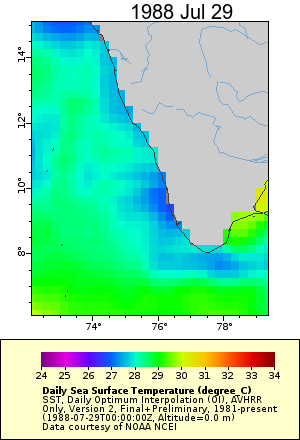 1988 Jul 29
14°
12°
10°
8°
74° 76° 78°
24 25 26 27 28 29 30 31 32 33 34
Daily Sea Surface Temperature (degree_C)
SST, Daily Optimum Interpolation (OI), AVHRR
Only, Version 2, Final+Preliminary, 1981-present
(1988-07-29T00:00:00Z, Altitude=0.0 m)
Data courtesy of NOAA NCEI